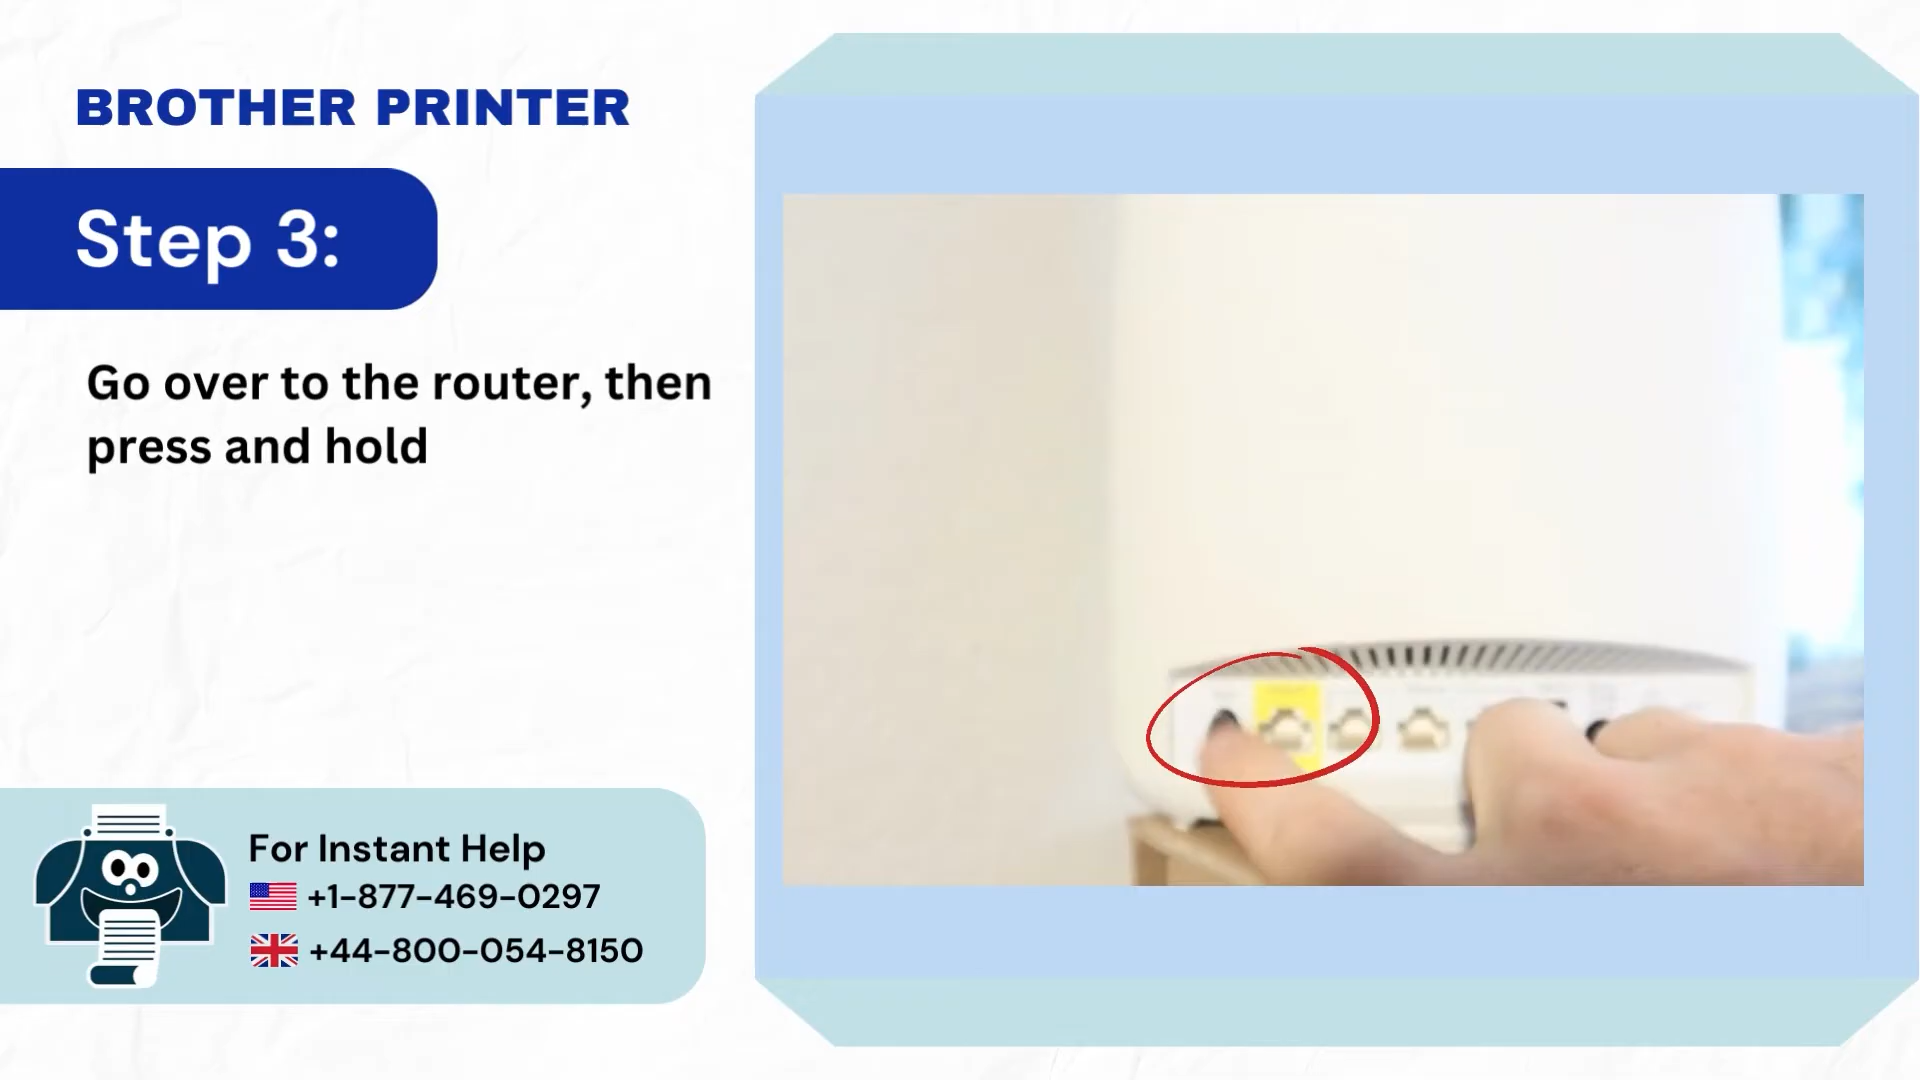 BROTHER PRINTER
Step 3:
Go over to the router, then
press and hold
For Instant Help
+1-877-469-0297
+44-800-054-8150